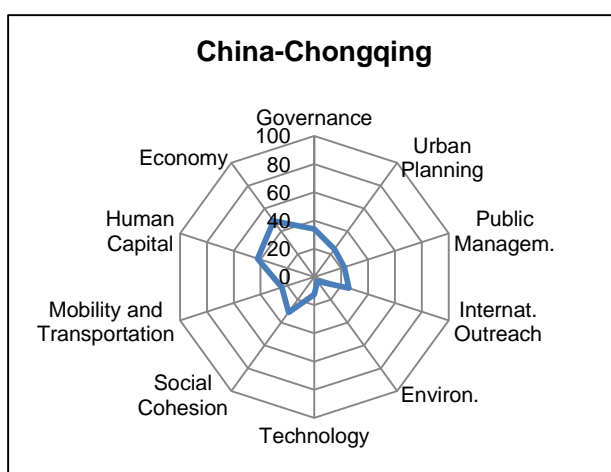 China-Chongqing
Governance
Urban
Planning
Public
Managem.
Internat.
Outreach
Environ.
Technology
Social
Cohesion
Mobility and
Transportation
Human
Capital
Economy
100
80
60
40
20
0